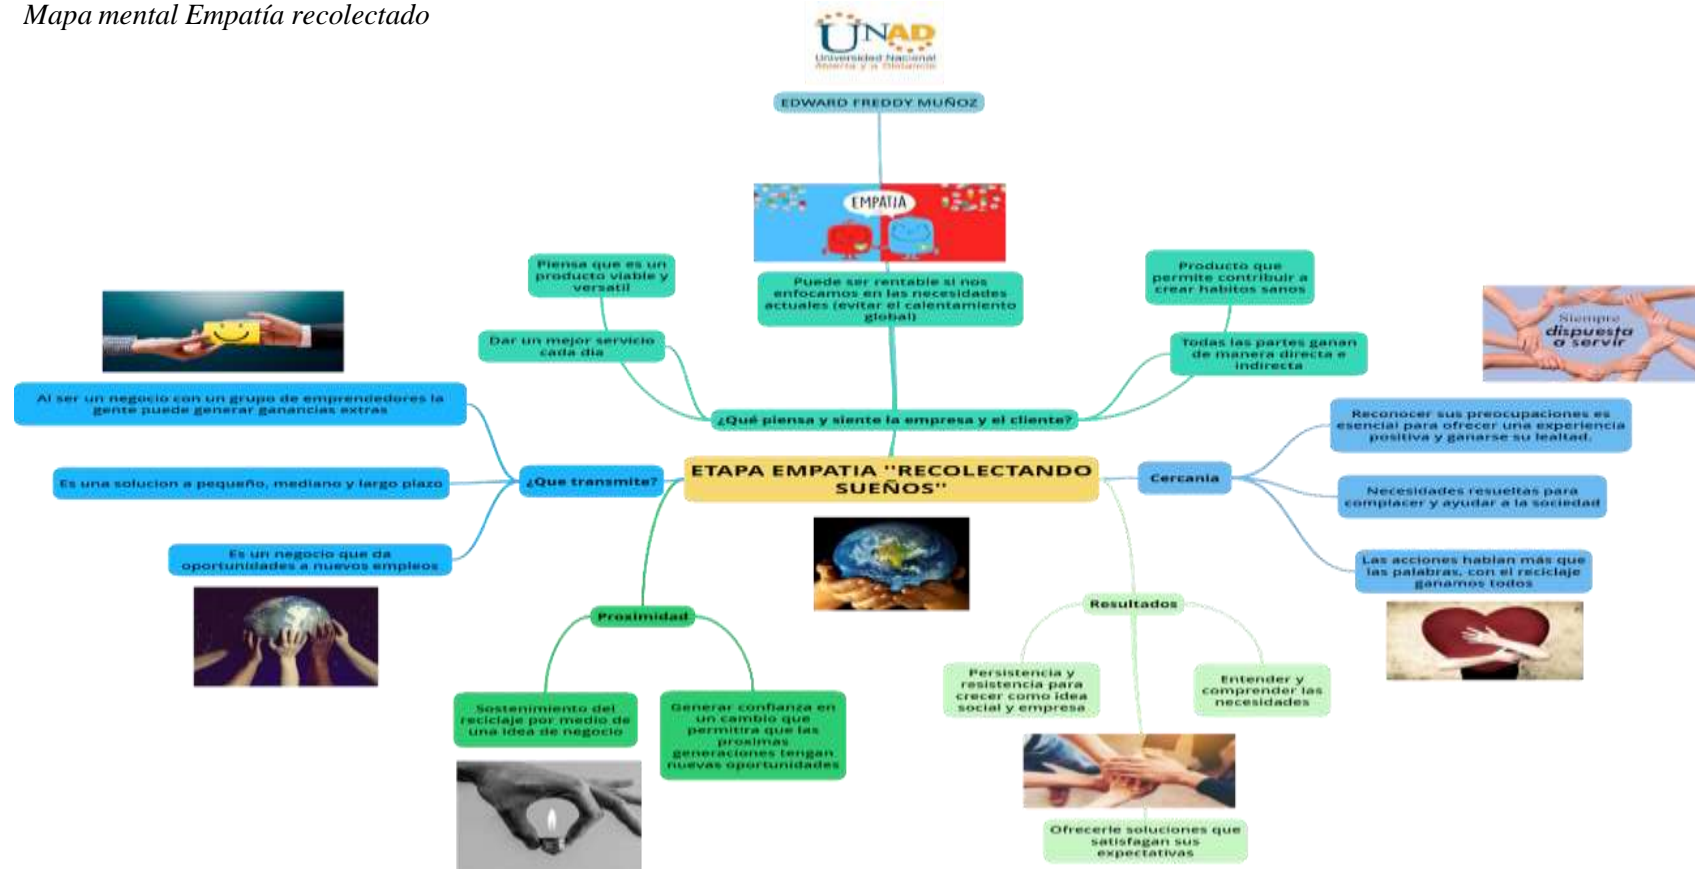 Mapa mental Empatía recolectado
UNAD
Universidad Nacional
Abierta y a Distancia
EDWARD FREDDY MUÑOZ
EMPATIA
Piensa que es un
producto viable y
versatil
Dar un mejor servicio
cada dia
Puede ser rentable si nos
enfocamos en las necesidades
actuales (evitar el calentamiento
global)
Producto que
permite contribuir a
crear habitos sanos
Todas las partes ganan
de manera directa e
indirecta
Siempre
dispuesta
a servir
¿Qué piensa y siente la empresa y el cliente?
Al ser un negocio con un grupo de emprendedores la
gente puede generar ganancias extras
Es una solucion a pequeño, mediano y largo plazo
Es un negocio que da
oportunidades a nuevos empleos
¿Que transmite?
ETAPA EMPATIA "RECOLECTANDO
SUEÑOS"
Cercania
Reconocer sus preocupaciones es
esencial para ofrecer una experiencia
positiva y ganarse su lealtad.
Necesidades resueltas para
complacer y ayudar a la sociedad
Las acciones hablan más que
las palabras, con el reciclaje
ganamos todos
Proximidad
Sostenimiento del
reciclaje por medio de
una idea de negocio
Generar confianza en
un cambio que
permitira que las
proximas
generaciones tengan
nuevas oportunidades
Resultados
Persistencia y
resistencia para
crecer como idea
social y empresa
Entender y
comprender las
necesidades
Ofrecerle soluciones que
satisfagan sus
expectativas